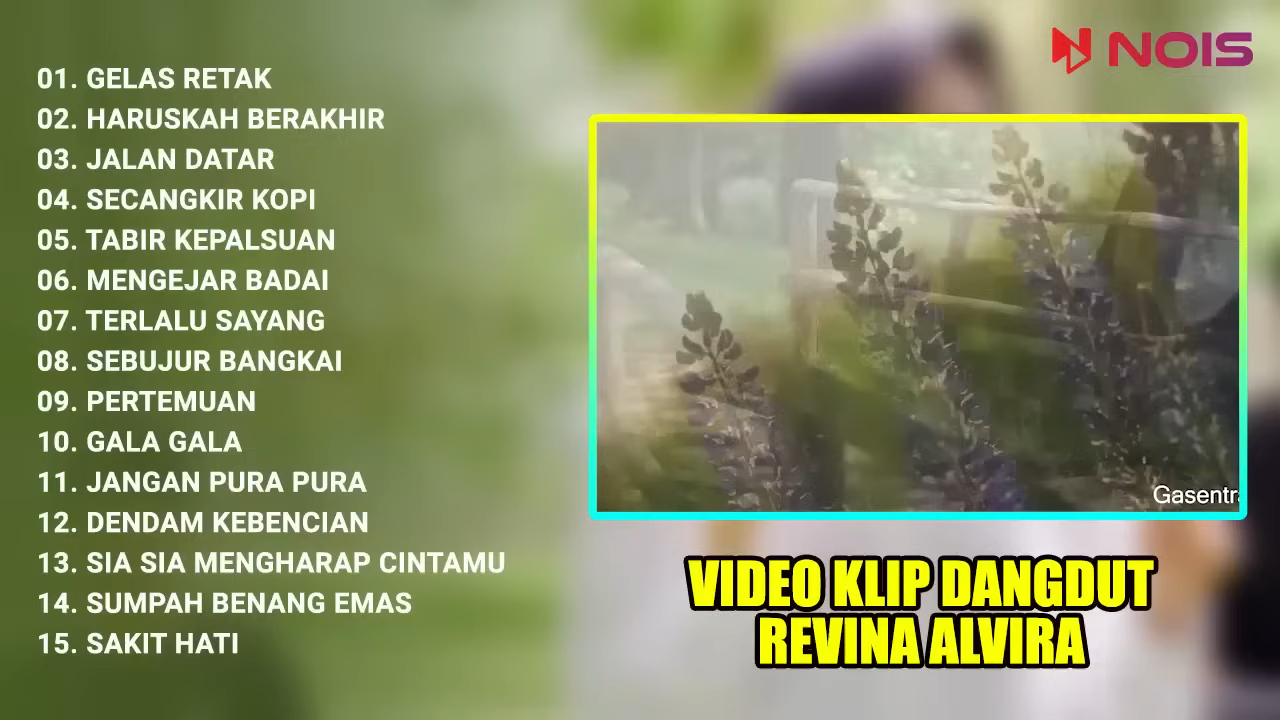 01. GELAS RETAK
02. HARUSKAH BERAKHIR
03. JALAN DATAR
04. SECANGKIR KOPI
05. TABIR KEPALSUAN
06. MENGEJAR BADAI
07. TERLALU SAYANG
08. SEBUJUR BANGKAI
09. PERTEMUAN
10. GALA GALA
11. JANGAN PURA PURA
12. DENDAM KEBENCIAN
13. SIA SIA MENGHARAP CINTAMU
14. SUMPAH BENANG EMAS
15. SAKIT HATI
NOIS
Gasentra
VIDEO KLIP DANGDUT
REVINA ALVIRA